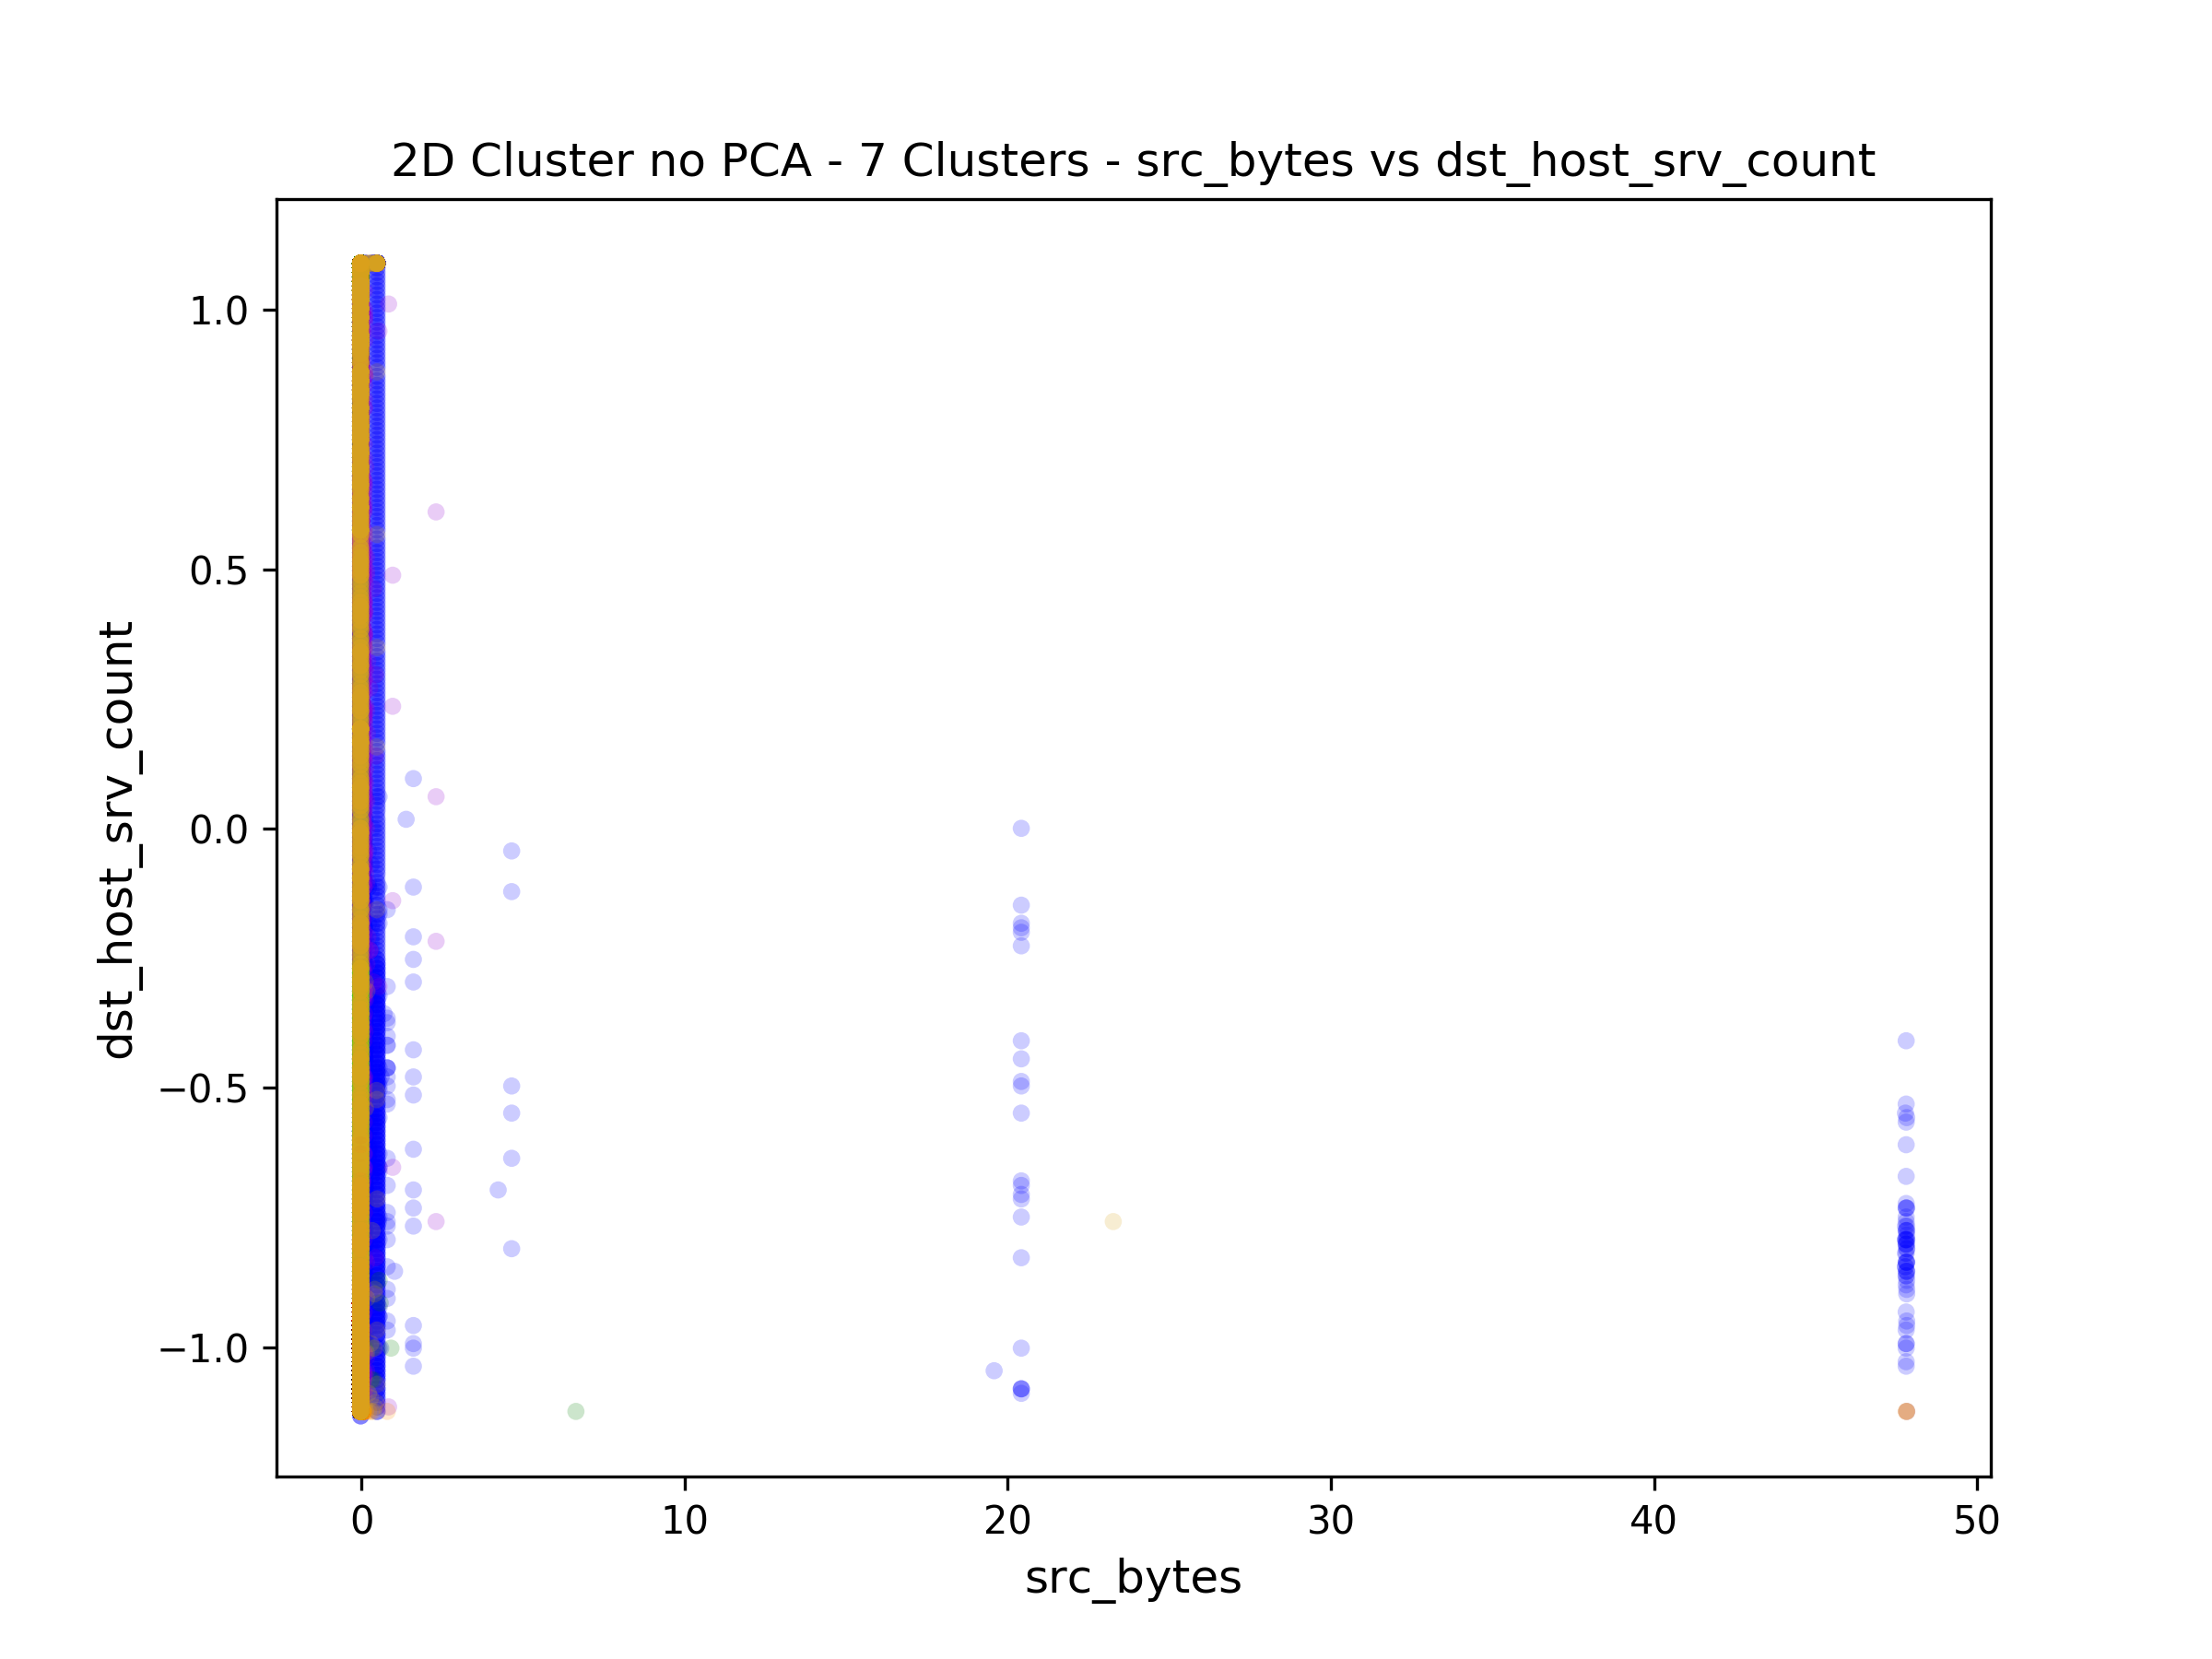 2D Cluster no PCA - 7 Clusters - src_bytes vs dst_host_srv_count
1.0
0.5
0.0
−0.5
−1.0
dst_host_srv_count
0 10 20 30 40 50
src_bytes